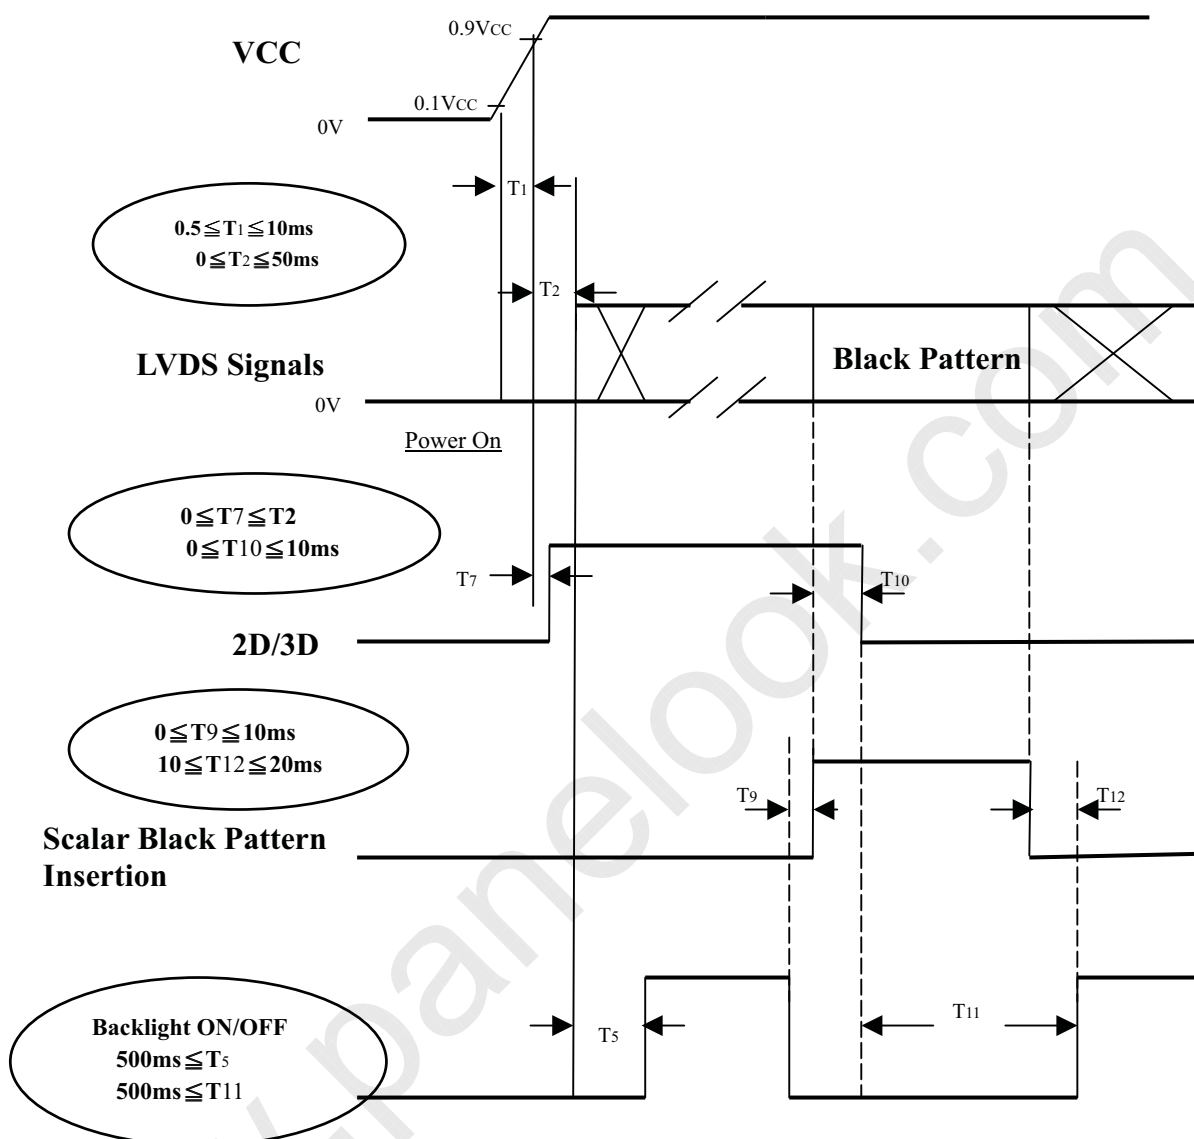 0.9VCC
VCC
0.1VCC
0V
T1
0.5≦T1≦10ms
0≦T2≦50ms
T2
LVDS Signals
Black Pattern
0V
Power On
0≦T7≦T2
0≦T10≦10ms
T7
T10
2D/3D
0≦T9≦10ms
10≦T12≦20ms
T9
T12
Scalar Black Pattern
Insertion
Backlight ON/OFF
500ms≦T5
500ms≦T11
T5
T11
panelook.com